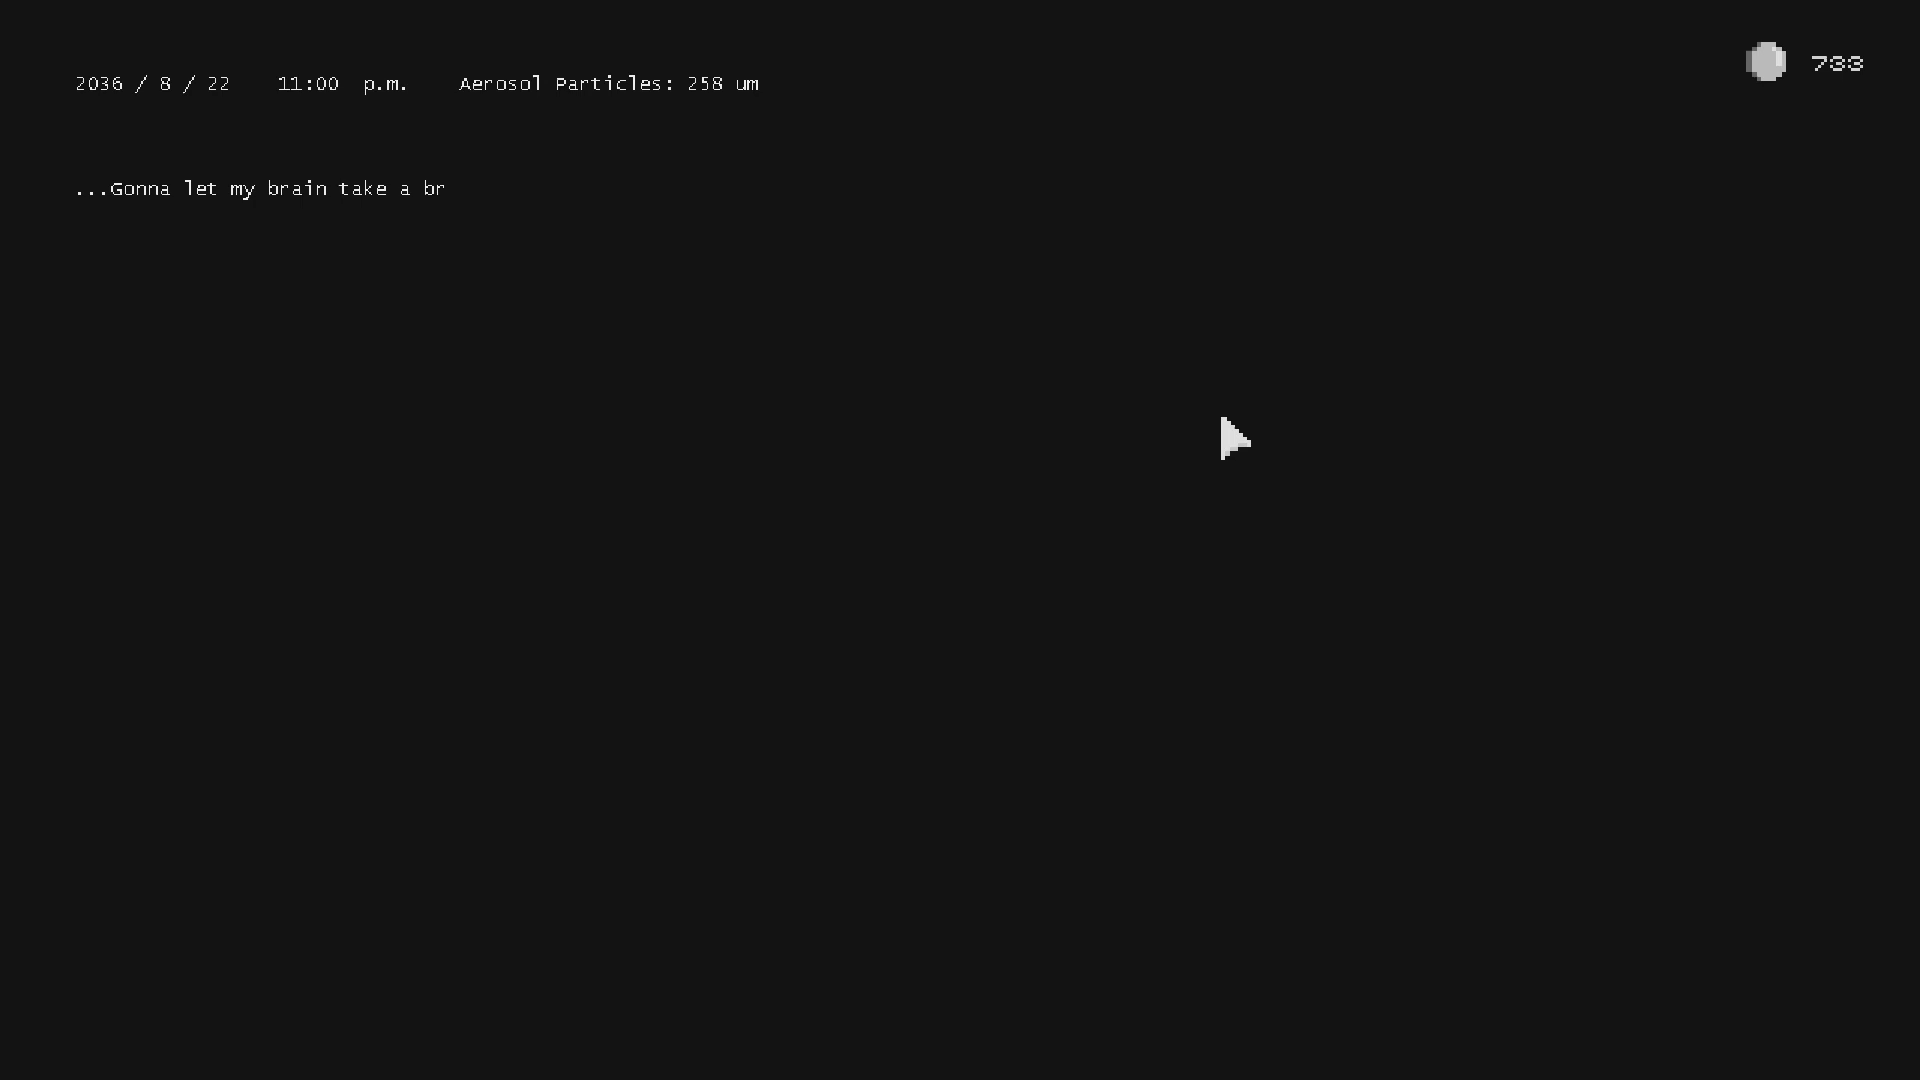 2036 / 8 / 22    11:00  p.m.    Aerosol Particles: 258 um
733
...Gonna let my brain take a br